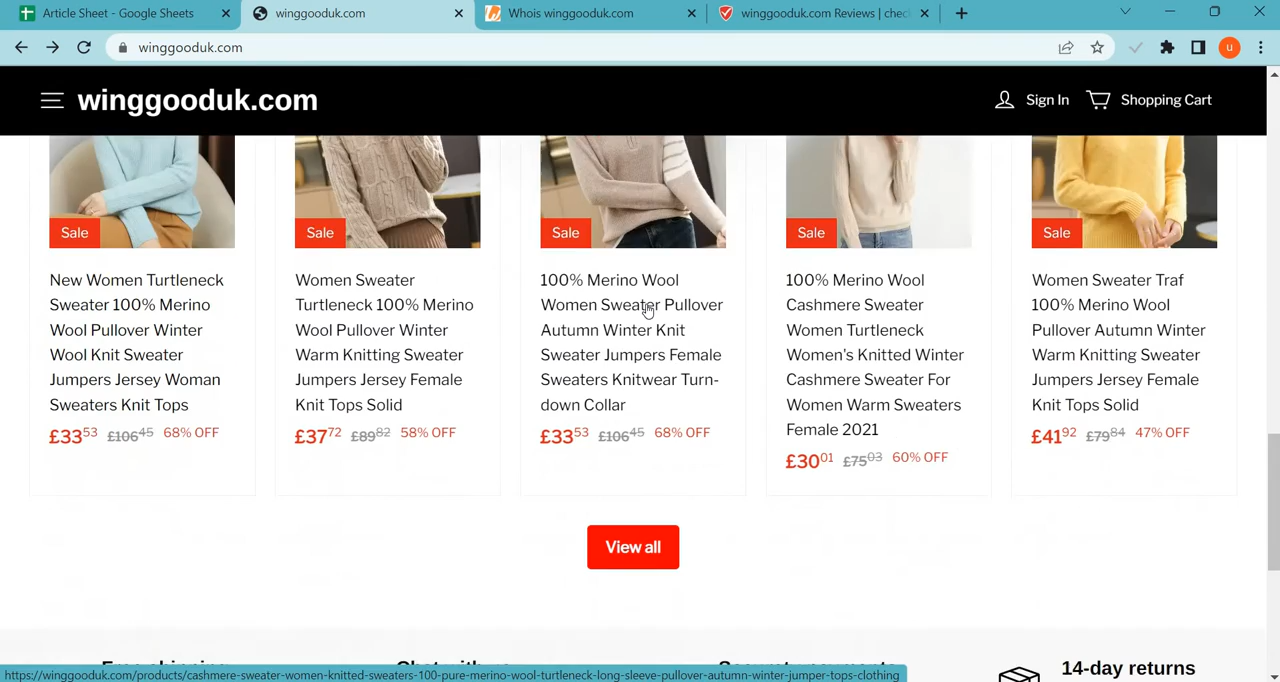 Article Sheet - Google Sheets
winggooduk.com
Whois winggooduk.com
winggooduk.com Reviews | chec
winggooduk.com
u
winggooduk.com
Sign In
Shopping Cart
Sale
Sale
Sale
Sale
Sale
New Women Turtleneck
Sweater 100% Merino
Wool Pullover Winter
Wool Knit Sweater
Jumpers Jersey Woman
Sweaters Knit Tops
£33 53 £106 45 68% OFF
Women Sweater
Turtleneck 100% Merino
Wool Pullover Winter
Warm Knitting Sweater
Jumpers Jersey Female
Knit Tops Solid
£37 72 £89 82 58% OFF
100% Merino Wool
Women Sweater Pullover
Autumn Winter Knit
Sweater Jumpers Female
Sweaters Knitwear Turn-
down Collar
£33 53 £106 45 68% OFF
100% Merino Wool
Cashmere Sweater
Women Turtleneck
Women's Knitted Winter
Cashmere Sweater For
Women Warm Sweaters
Female 2021
£30 01 £75 03 60% OFF
Women Sweater Traf
100% Merino Wool
Pullover Autumn Winter
Warm Knitting Sweater
Jumpers Jersey Female
Knit Tops Solid
£41 92 £79 84 47% OFF
View all
Free shipping
Chat with us
Secure payments
14-day returns
https://winggooduk.com/products/cashmere-sweater-women-knitted-sweaters-100-pure-merino-wool-turtleneck-long-sleeve-pullover-autumn-winter-jumper-tops-clothing